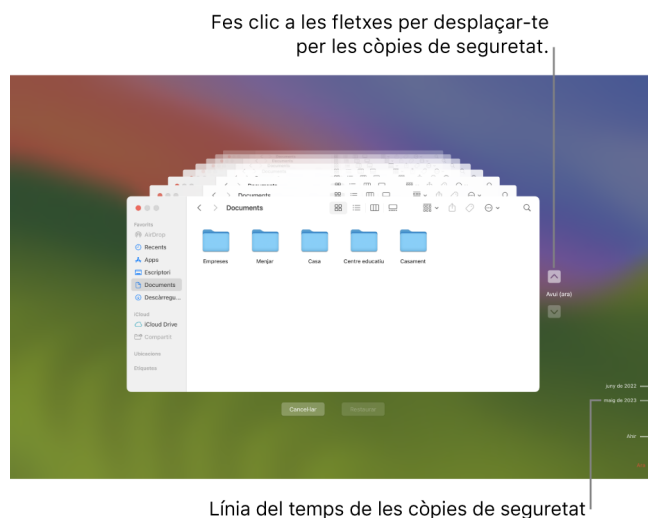 Fes clic a les fletxes per desplaçar-te
per les còpies de seguretat.
Documents
Documents
Documents
Favorits
AirDrop
Recents
Apps
Escriptori
Documents
Descàrregu...
iCloud
iCloud Drive
Compartit
Ubicacions
Etiquetes
Empreses
Menjar
Casa
Centre educatiu
Casament
Avui (ara)
Cancel·lar
Restaurar
juny de 2022
maig de 2023
Ahir
Línia del temps de les còpies de seguretat